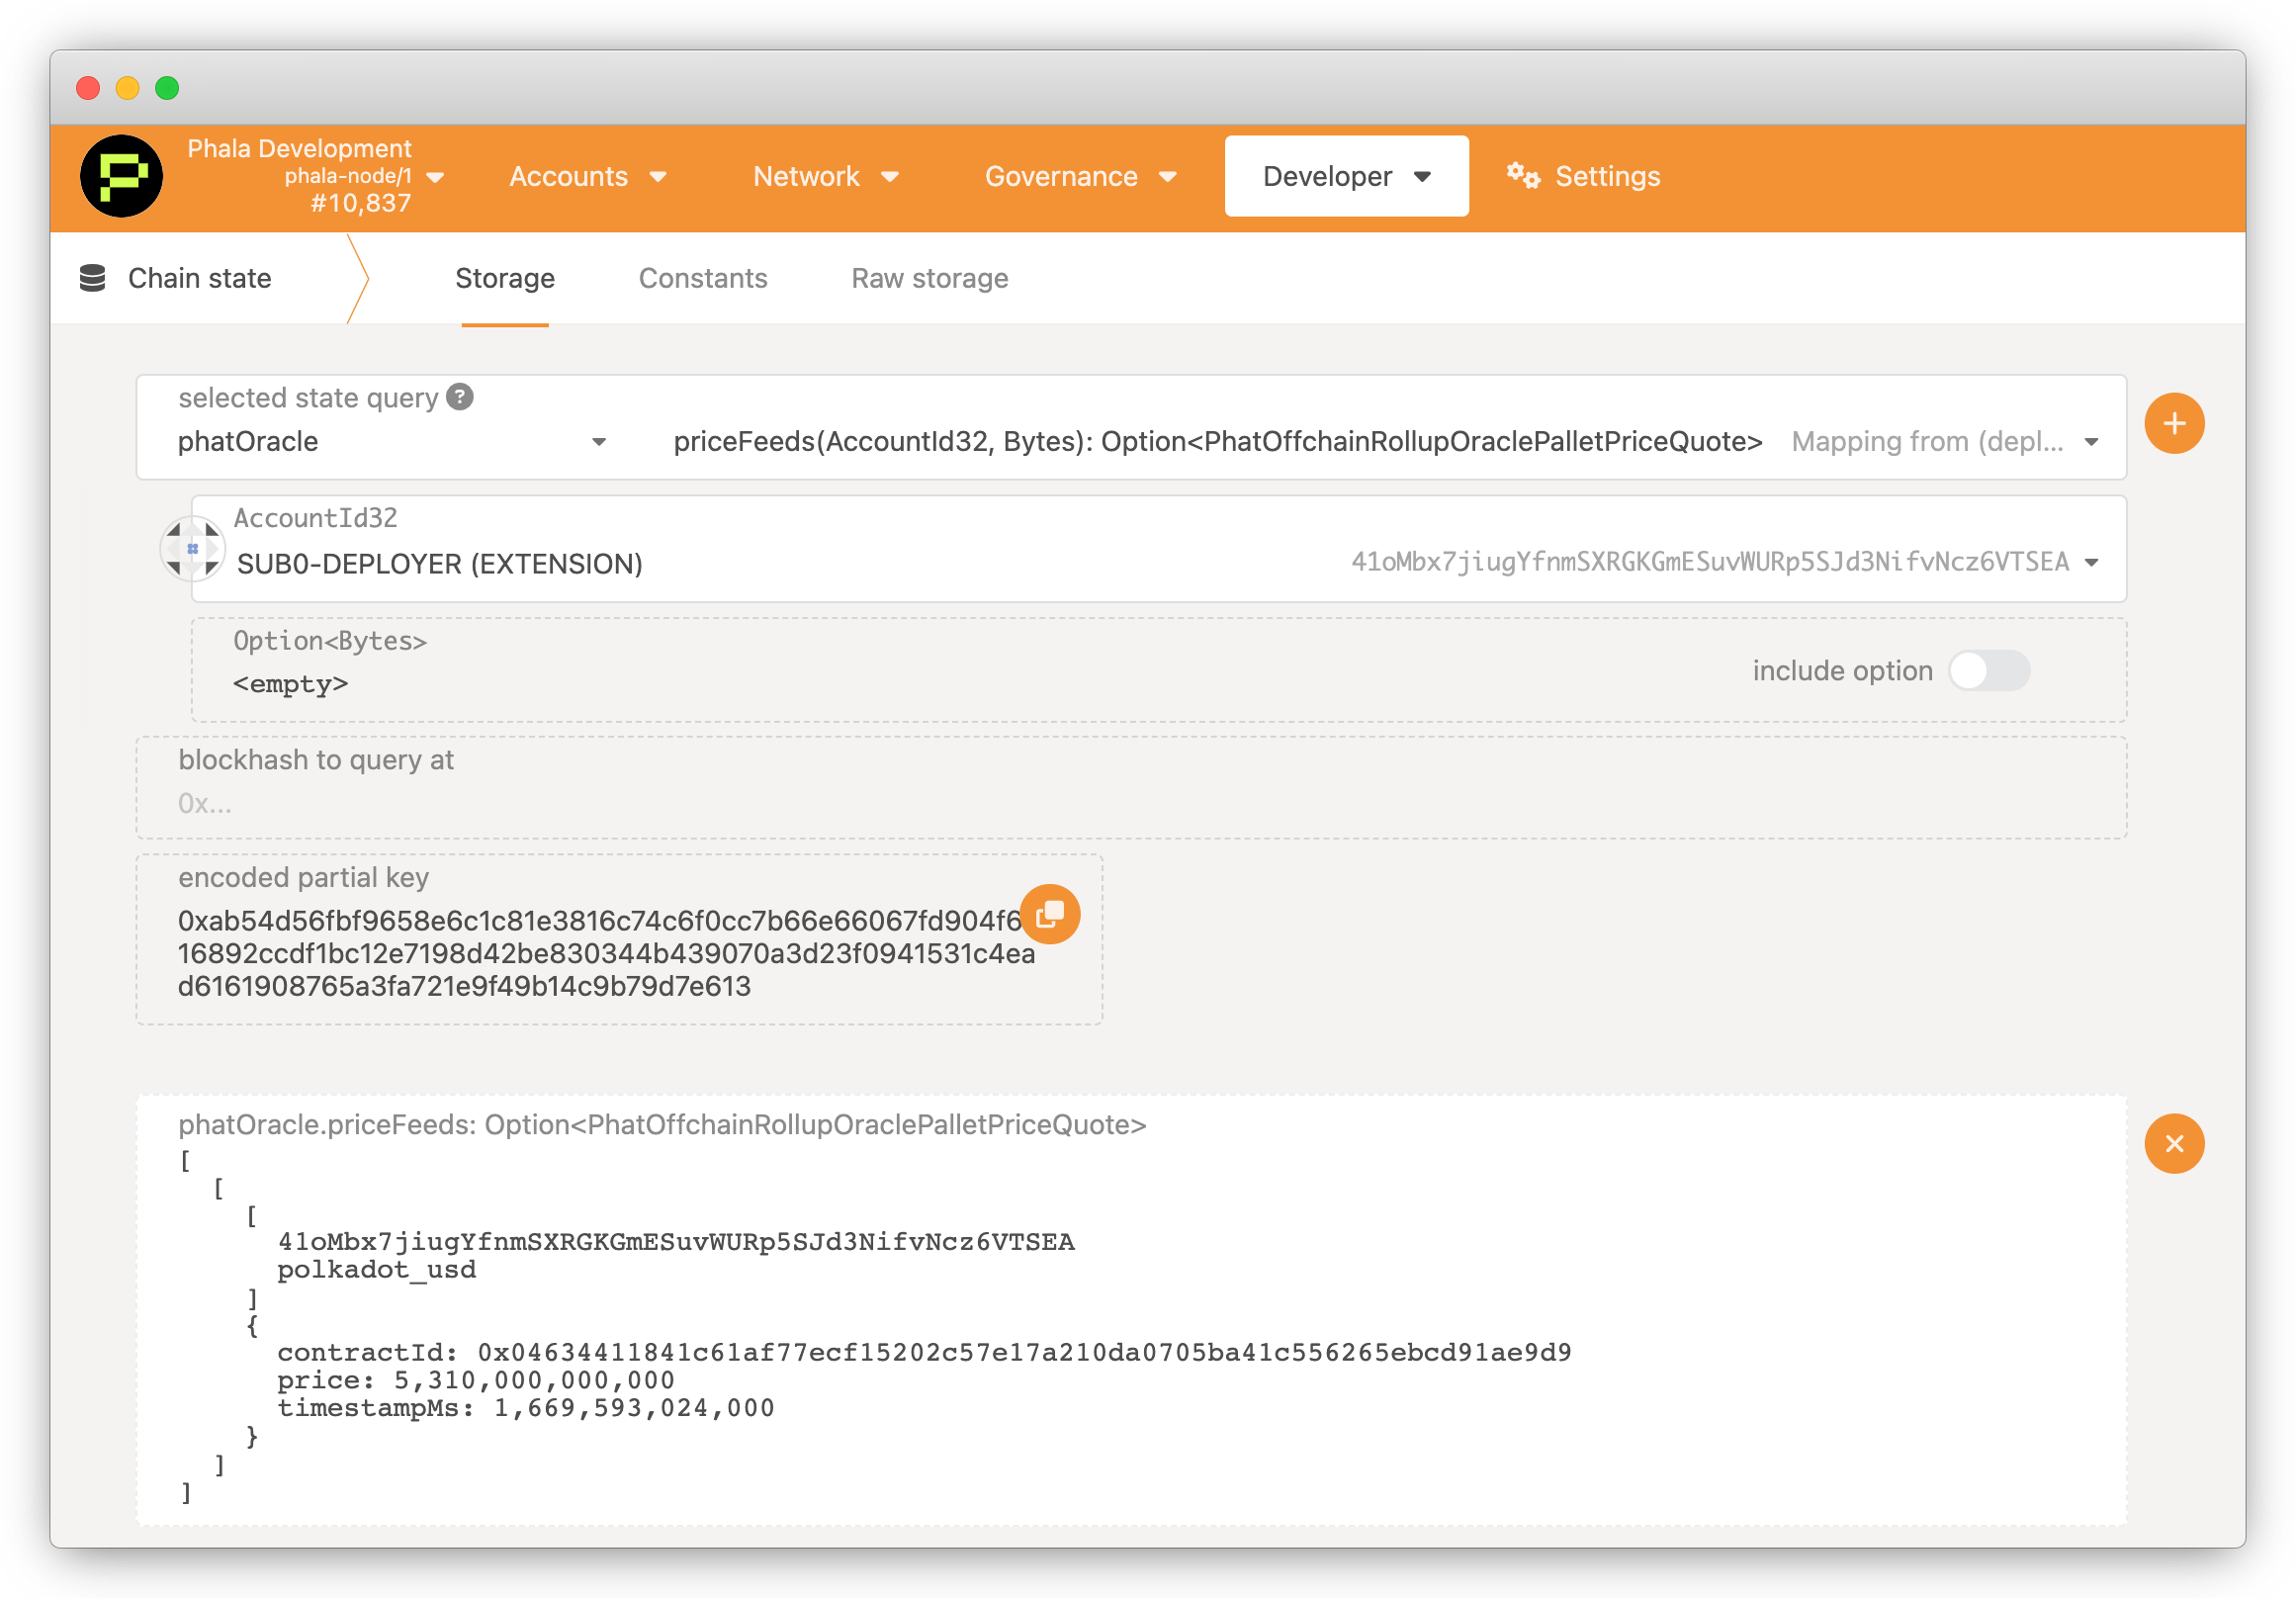 Phala Development
phala-node/1
#10,837
Accounts
Network
Governance
Developer
Settings
Chain state
Storage
Constants
Raw storage
selected state query ?
phatOracle
priceFeeds(AccountId32, Bytes): Option<PhatOffchainRollupOraclePalletPriceQuote> Mapping from (depl...
AccountId32
SUB0-DEPLOYER (EXTENSION)
41oMbx7jiugYfnmSXRGKGmESuvWURp5SJd3NifvNcz6VTSEA
Option<Bytes>
<empty>
include option
blockhash to query at
0x...
encoded partial key
0xab54d56fbf9658e6c1c81e3816c74c6f0cc7b66e66067fd904f6
16892ccdf1bc12e7198d42be830344b439070a3d23f0941531c4ea
d6161908765a3fa721e9f49b14c9b79d7e613
phatOracle.priceFeeds: Option<PhatOffchainRollupOraclePalletPriceQuote>
[
[
[
41oMbx7jiugYfnmSXRGKGmESuvWURp5SJd3NifvNcz6VTSEA
polkadot_usd
]
{
contractId: 0x04634411841c61af77ecf15202c57e17a210da0705ba41c556265ebcd91ae9d9
price: 5,310,000,000,000
timestampMs: 1,669,593,024,000
}
]
]